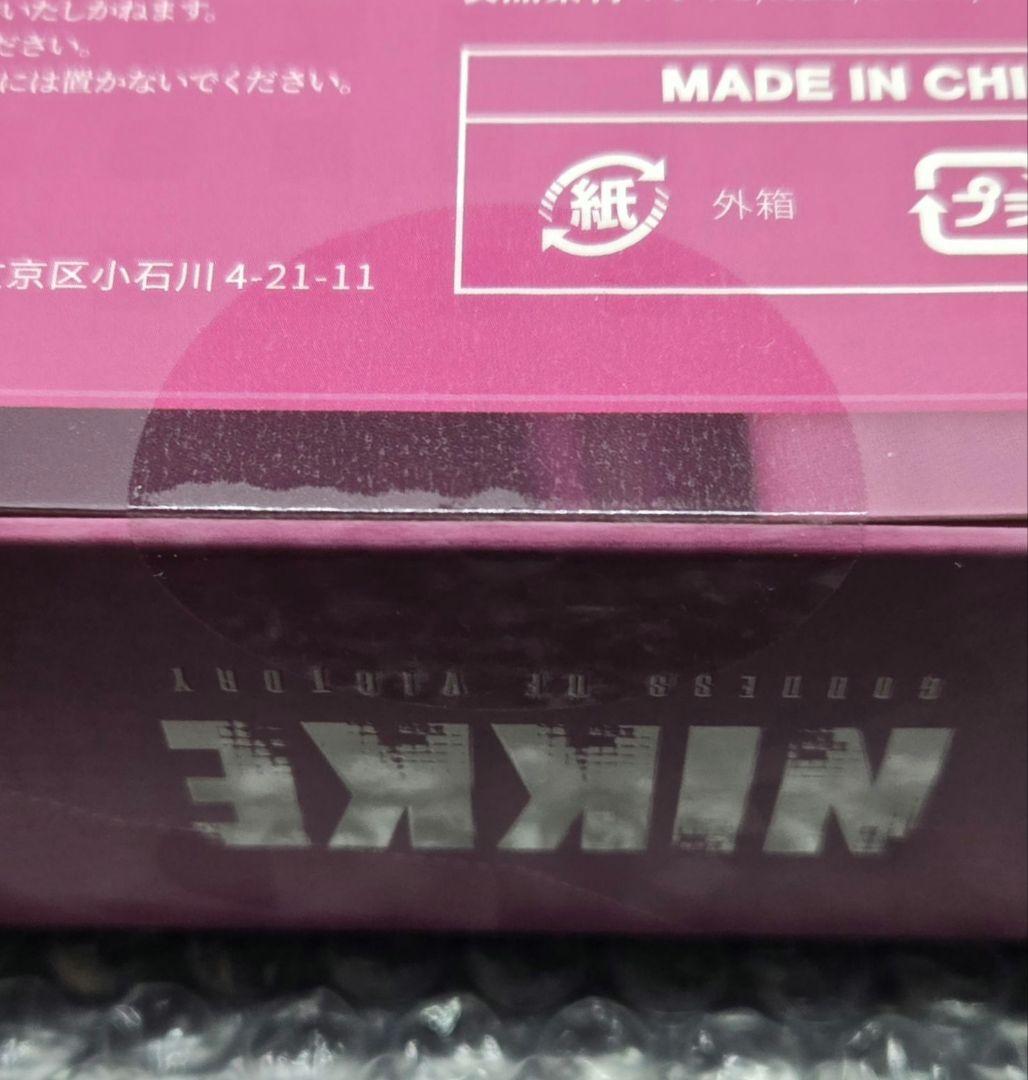 いたしかねます。
ださい。
には置かないでください。
MADE IN CHI
紙 外箱
プラ
京区小石川 4-21-11
GODDESS OF VICTORY
NIKKE